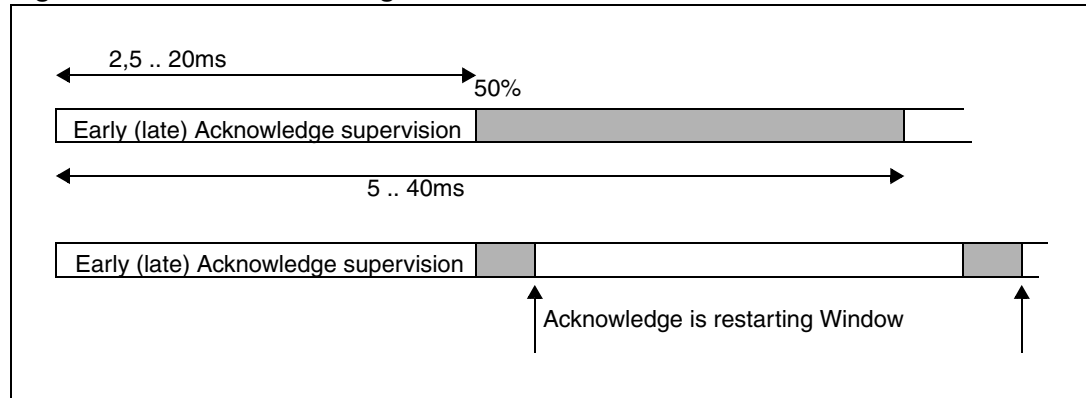 2,5 .. 20ms
50%
Early (late) Acknowledge supervision
5 .. 40ms
Early (late) Acknowledge supervision
Acknowledge is restarting Window